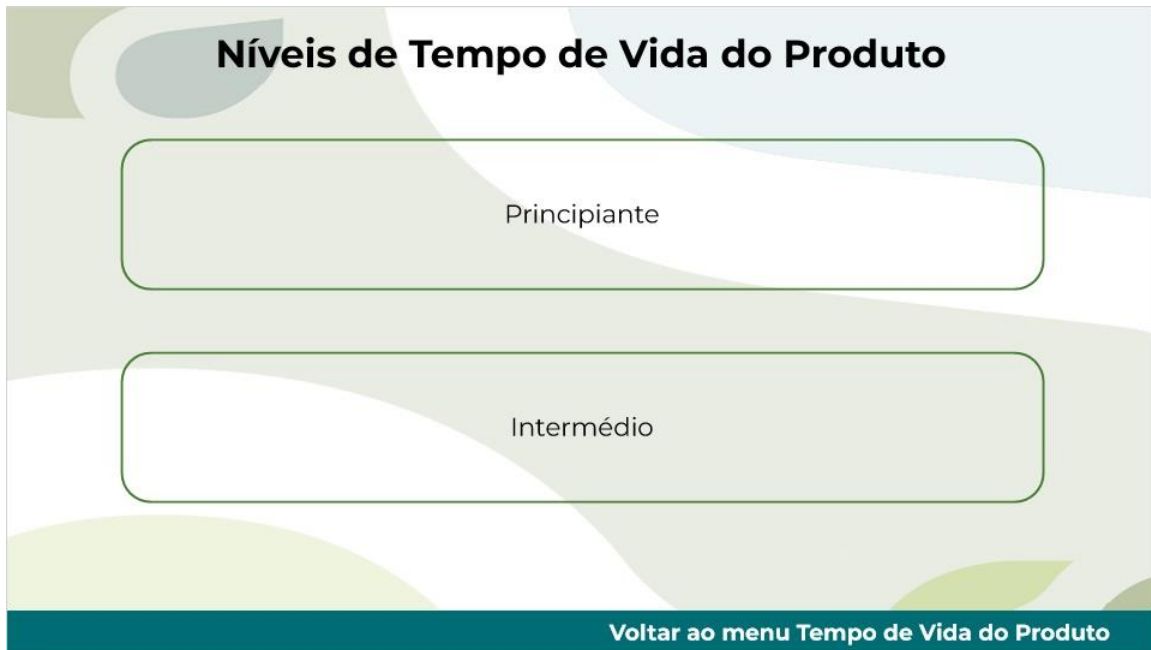 Níveis de Tempo de Vida do Produto
Principiante
Intermédio
Voltar ao menu Tempo de Vida do Produto